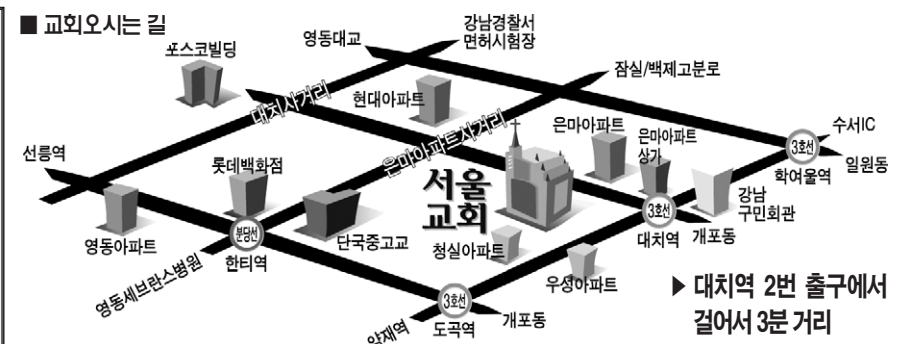 ■ 교회오시는 길
영동대교
강남경찰서
면허시험장
포스코빌딩
잠실/백제고분로
대치사거리
현대아파트
은마아파트사거리
은마아파트
은마아파트
상가
수서IC
3호선
학여울역
일원동
선릉역
롯데백화점
서울
교회
강남
구민회관
3호선
대치역
개포동
영동아파트
분당선
한티역
단국중고교
청실아파트
영동세브란스병원
우성아파트
3호선
도곡역
개포동
양재역
▶ 대치역 2번 출구에서
걸어서 3분 거리